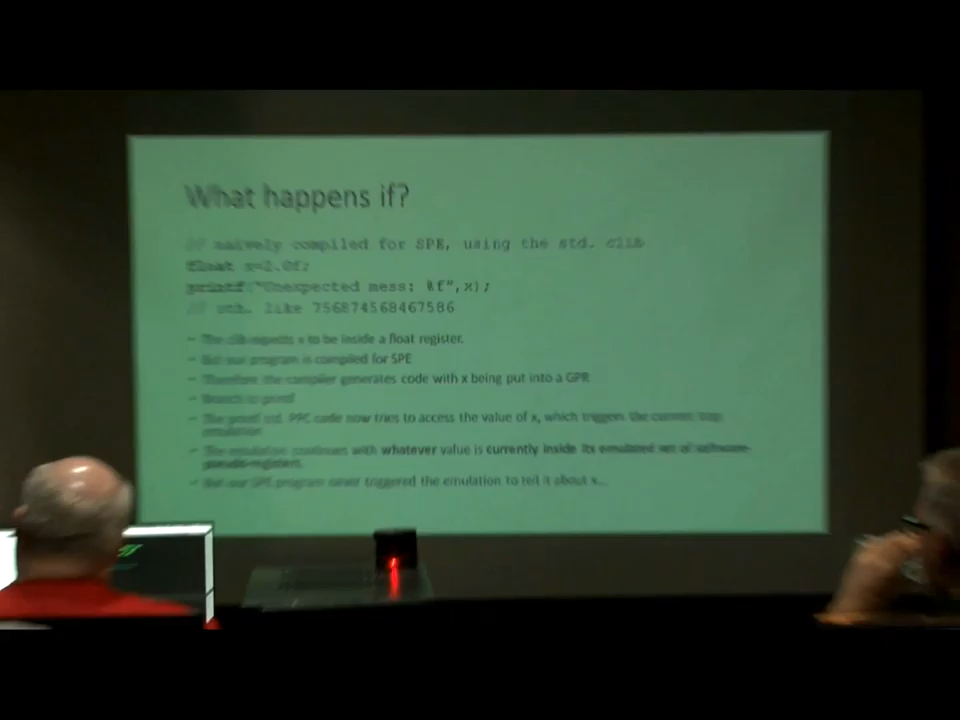 What happens if?
// naively compiled for SPE, using the std. clib
float x=2.0f;
printf("Unexpected mess: %f",x);
// sth. like 756874568467586
– The clib expects x to be inside a float register.
– But our program is compiled for SPE
– Therefore the compiler generates code with x being put into a GPR
– Branch to printf
– The printf std. PPC code now tries to access the value of x, which triggers the current trap
emulation
– The emulation continues with whatever value is currently inside its emulated set of software-
pseudo-registers.
– But our SPE program never triggered the emulation to tell it about x...